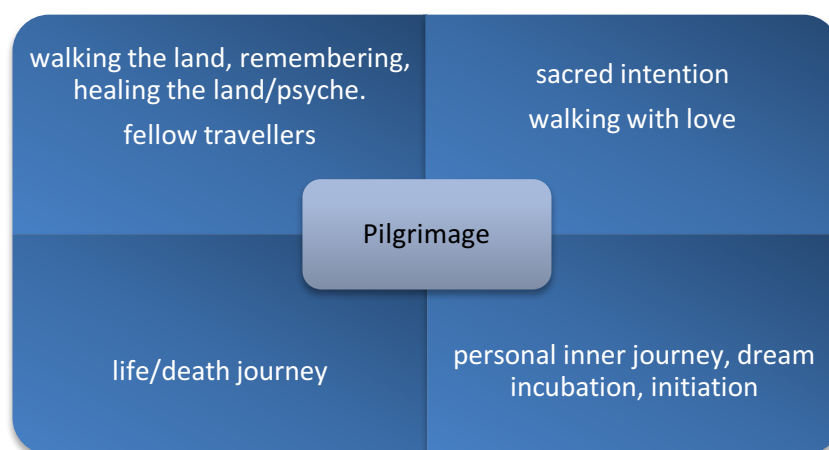 walking the land, remembering,
healing the land/psyche.
fellow travellers
sacred intention
walking with love
Pilgrimage
life/death journey
personal inner journey, dream
incubation, initiation